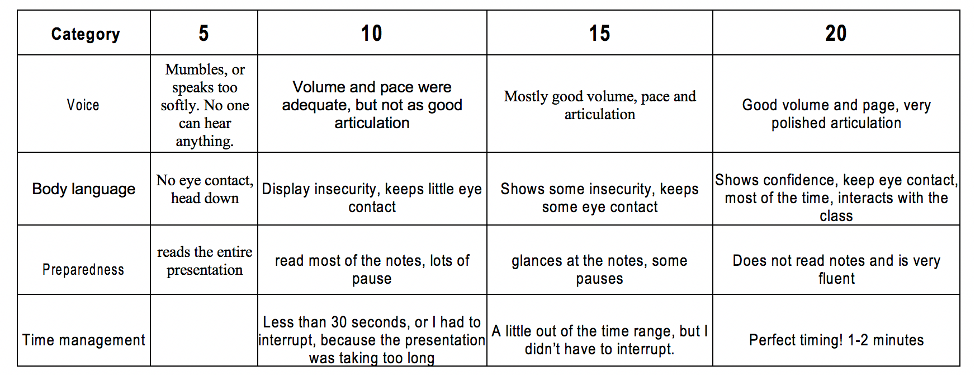 Category 5 10 15 20
Voice
Mumbles, or
speaks too
softly. No one
can hear
anything.
Volume and pace were
adequate, but not as good
articulation
Mostly good volume, pace and
articulation
Good volume and page, very
polished articulation
Body language
No eye contact,
head down
Display insecurity, keeps little eye
contact
Shows some insecurity, keeps
some eye contact
Shows confidence, keep eye contact,
most of the time, interacts with the
class
Preparedness
reads the entire
presentation
read most of the notes, lots of
pause
glances at the notes, some
pauses
Does not read notes and is very
fluent
Time management
Less than 30 seconds, or I had to
interrupt, because the presentation
was taking too long
A little out of the time range, but I
didn't have to interrupt.
Perfect timing! 1-2 minutes